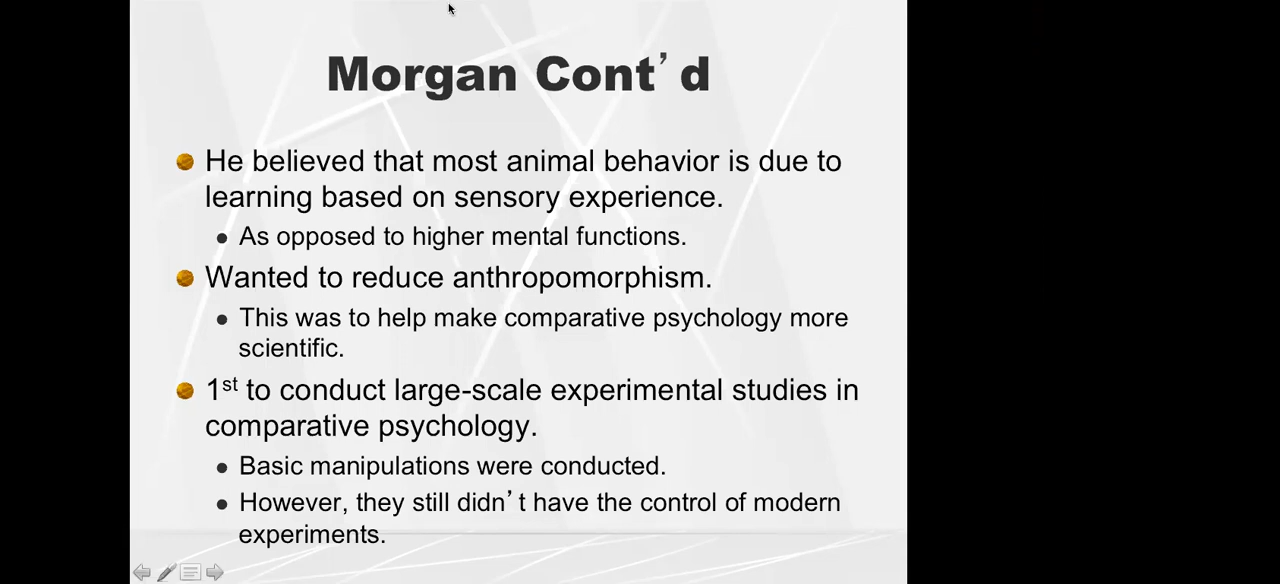 Morgan Cont’d
He believed that most animal behavior is due to
learning based on sensory experience.
As opposed to higher mental functions.
Wanted to reduce anthropomorphism.
This was to help make comparative psychology more
scientific.
1st to conduct large-scale experimental studies in
comparative psychology.
Basic manipulations were conducted.
However, they still didn’t have the control of modern
experiments.